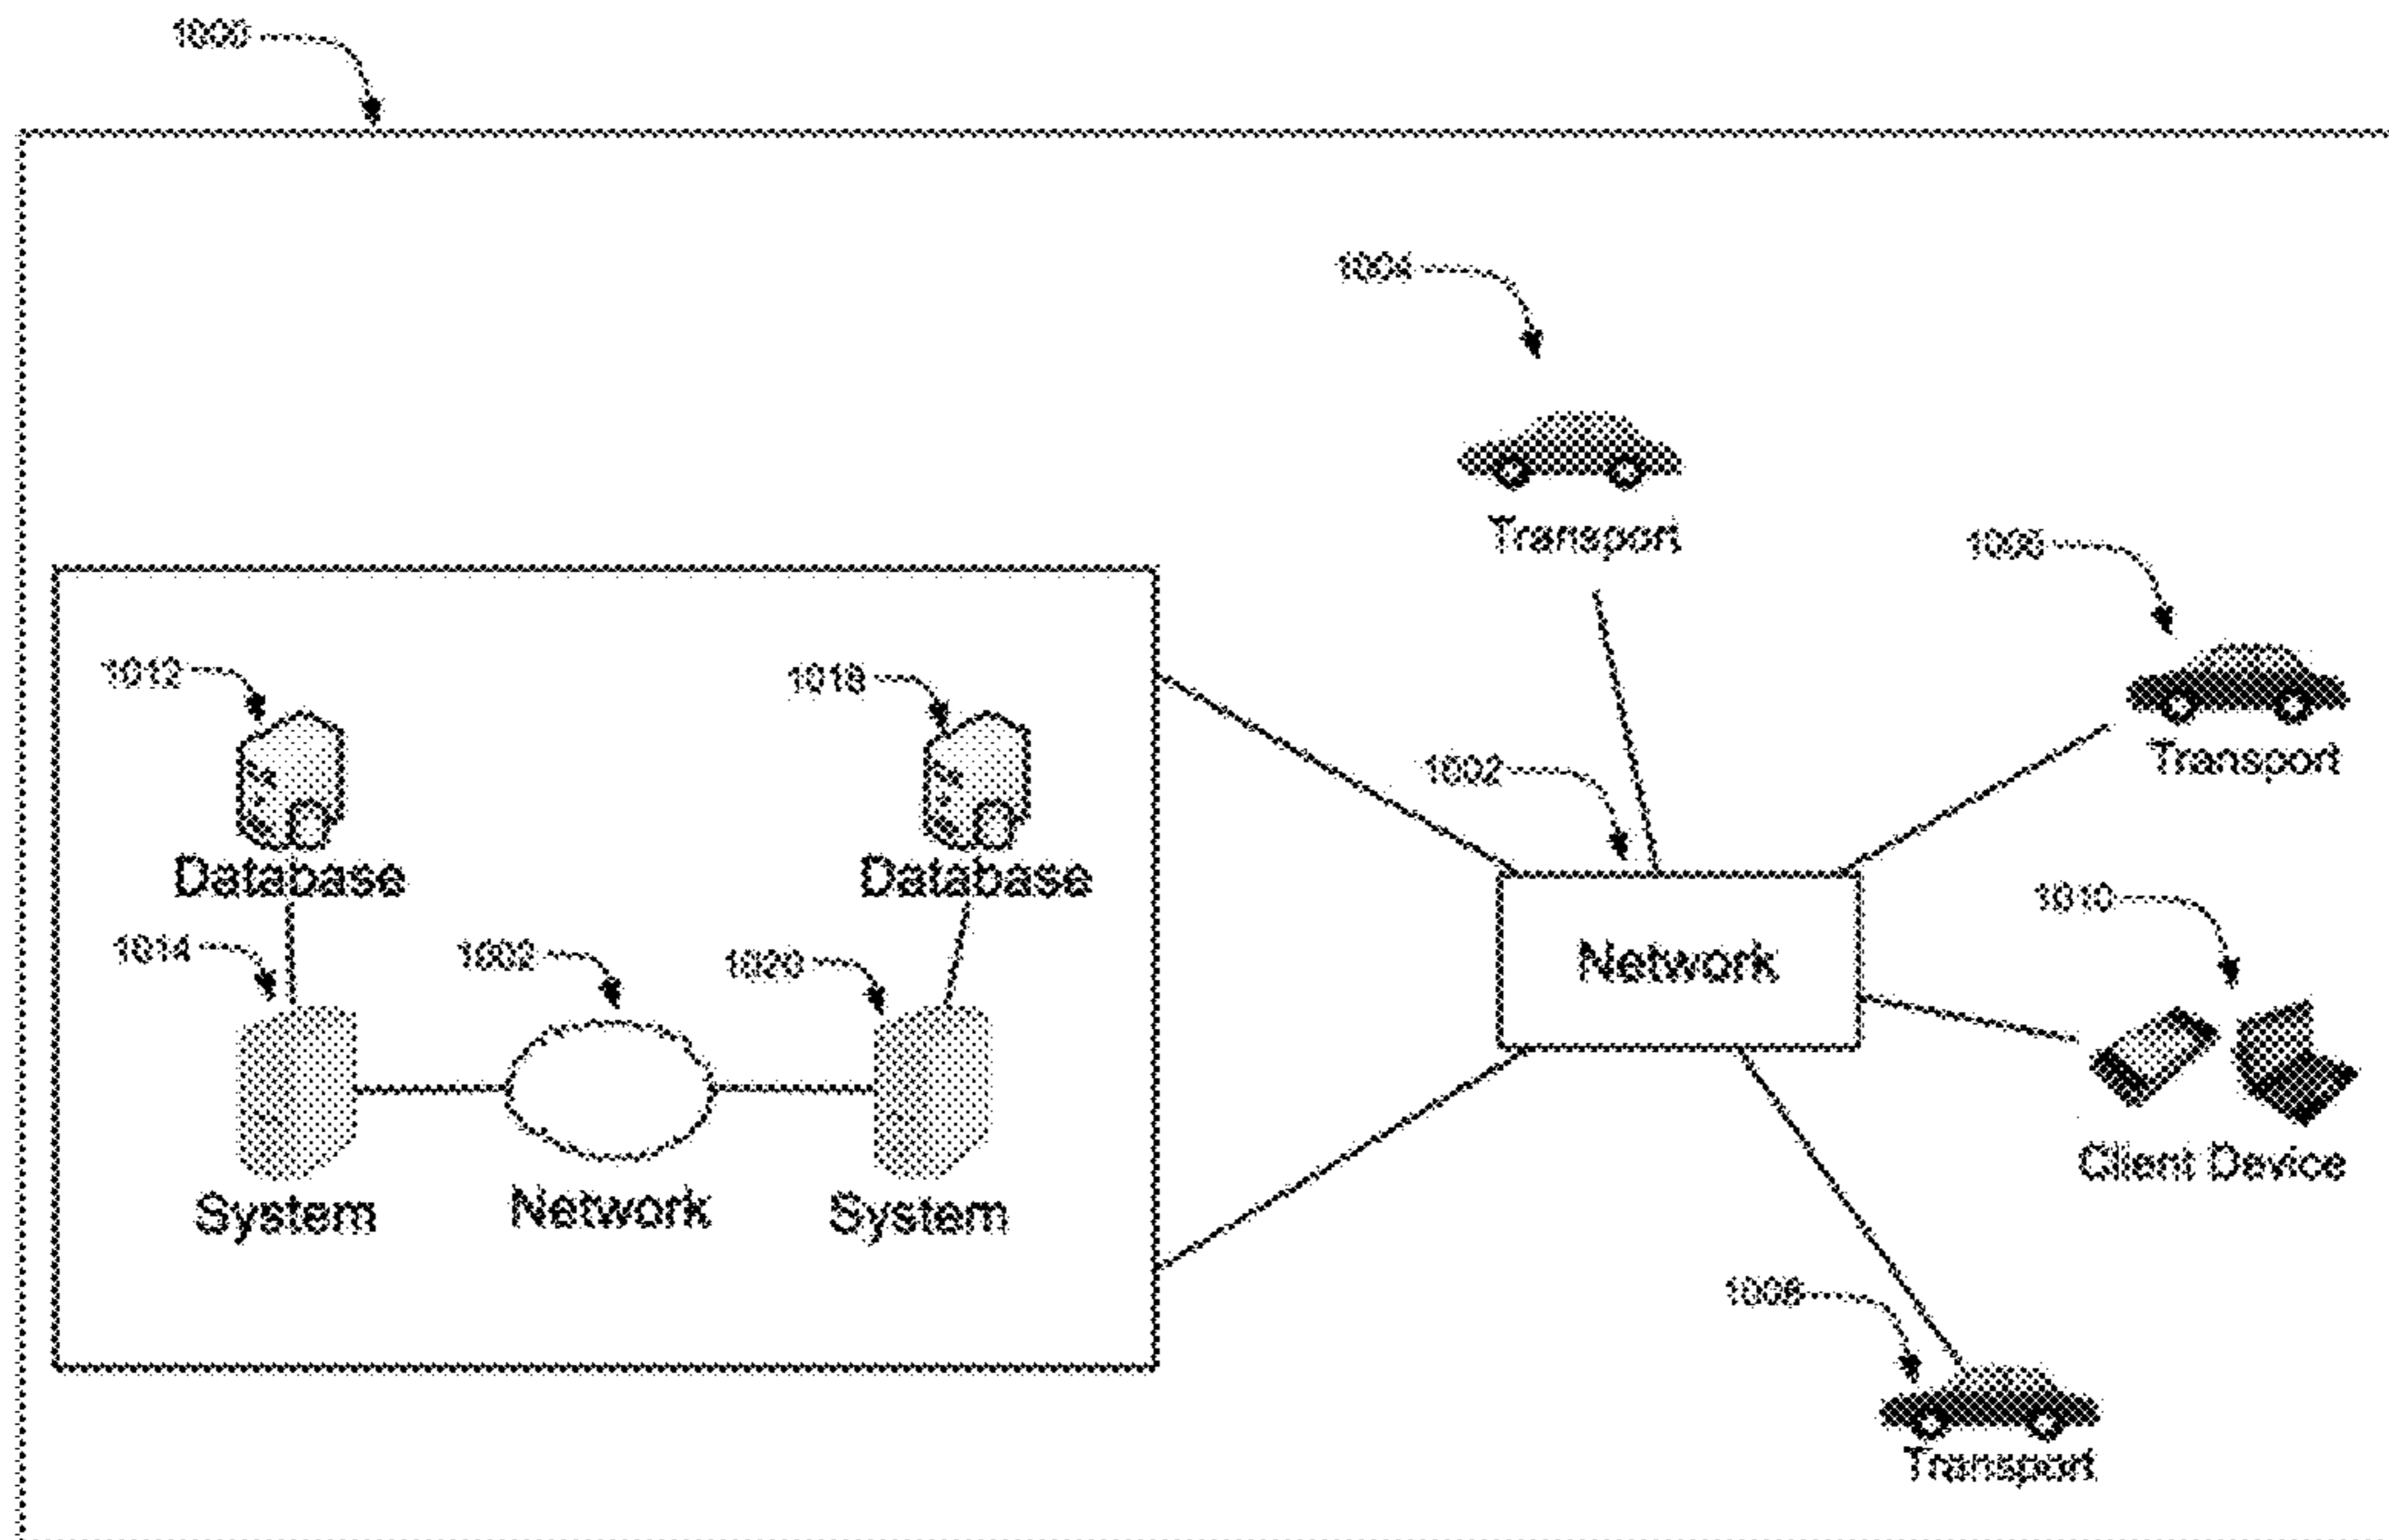 1000
1004
Transport
1006
Transport
1012
1018
1002
Database
Database
1010
1014
1002
1020
Network
Client Device
System
Network
System
1008
Transport